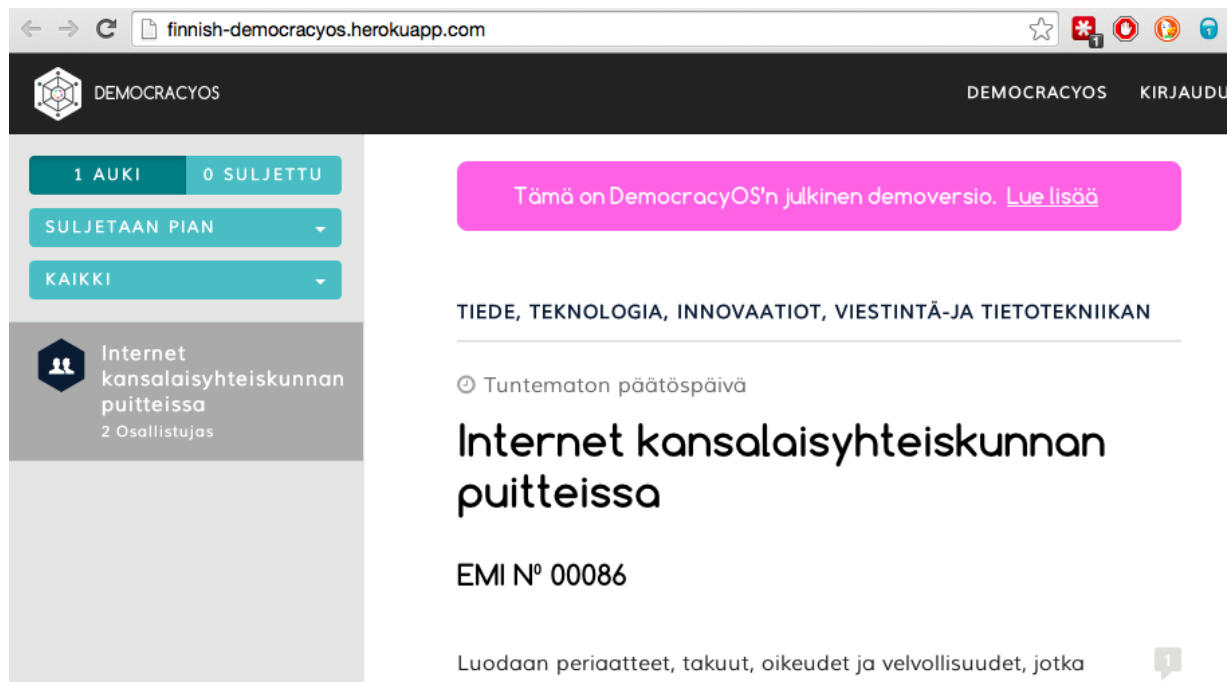 finnish-democracyos.herokuapp.com
1
1
DEMOCRACYOS
DEMOCRACYOS KIRJAUDU
1 AUKI 0 SULJETTU
SULJETAAN PIAN
KAIKKI
Internet
kansalaisyhteiskunnan
puitteissa
2 Osallistujas
Tämä on DemocracyOS'n julkinen demoversio. Lue lisää
TIEDE, TEKNOLOGIA, INNOVAATIOT, VIESTINTÄ-JA TIETOTEKNIIKAN
Tuntematon päätöspäivä
Internet kansalaisyhteiskunnan
puitteissa
EMI Nº 00086
Luodaan periaatteet, takuut, oikeudet ja velvollisuudet, jotka
1